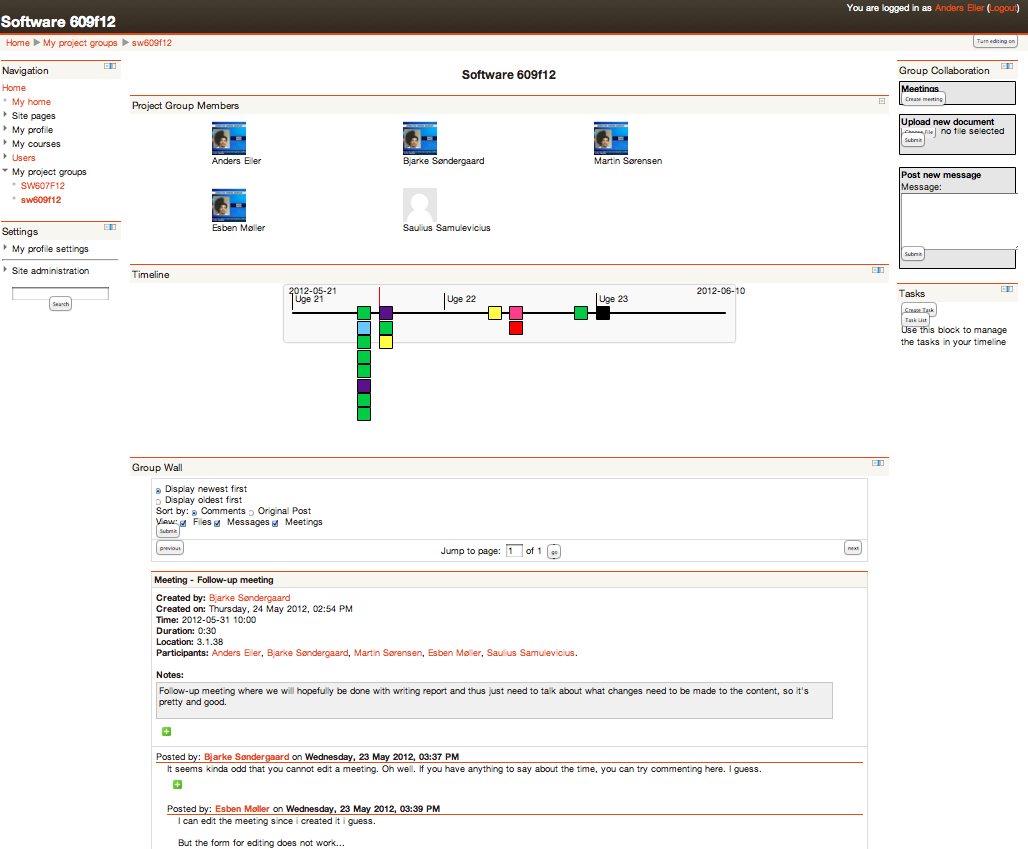 You are logged in as Anders Eller (Logout)
Software 609f12
Home ▶ My project groups ▶ sw609f12
Turn editing on
Navigation
Home
My home
Site pages
My profile
My courses
Users
My project groups
SW607F12
sw609f12
Settings
My profile settings
Site administration
Search
Software 609f12
Project Group Members
Anders Eller
Bjarke Søndergaard
Martin Sørensen
Esben Møller
Saulius Samulevicius
Timeline
2012-05-21
2012-06-10
Uge 21
Uge 22
Uge 23
Group Wall
Display newest first
Display oldest first
Sort by: Comments Original Post
View: Files Messages Meetings
Submit
previous
Jump to page: 1 of 1 go
next
Meeting - Follow-up meeting
Created by: Bjarke Søndergaard
Created on: Thursday, 24 May 2012, 02:54 PM
Time: 2012-05-31 10:00
Duration: 0:30
Location: 3.1.38
Participants: Anders Eller, Bjarke Søndergaard, Martin Sørensen, Esben Møller, Saulius Samulevicius.
Notes:
Follow-up meeting where we will hopefully be done with writing report and thus just need to talk about what changes need to be made to the content, so it's
pretty and good.
Posted by: Bjarke Søndergaard on Wednesday, 23 May 2012, 03:37 PM
It seems kinda odd that you cannot edit a meeting. Oh well. If you have anything to say about the time, you can try commenting here. I guess.
Posted by: Esben Møller on Wednesday, 23 May 2012, 03:39 PM
I can edit the meeting since i created it i guess.
But the form for editing does not work...
Group Collaboration
Meetings
Create meeting
Upload new document
Choose File no file selected
Submit
Post new message
Message:
Submit
Tasks
Create Task
Task List
Use this block to manage
the tasks in your timeline